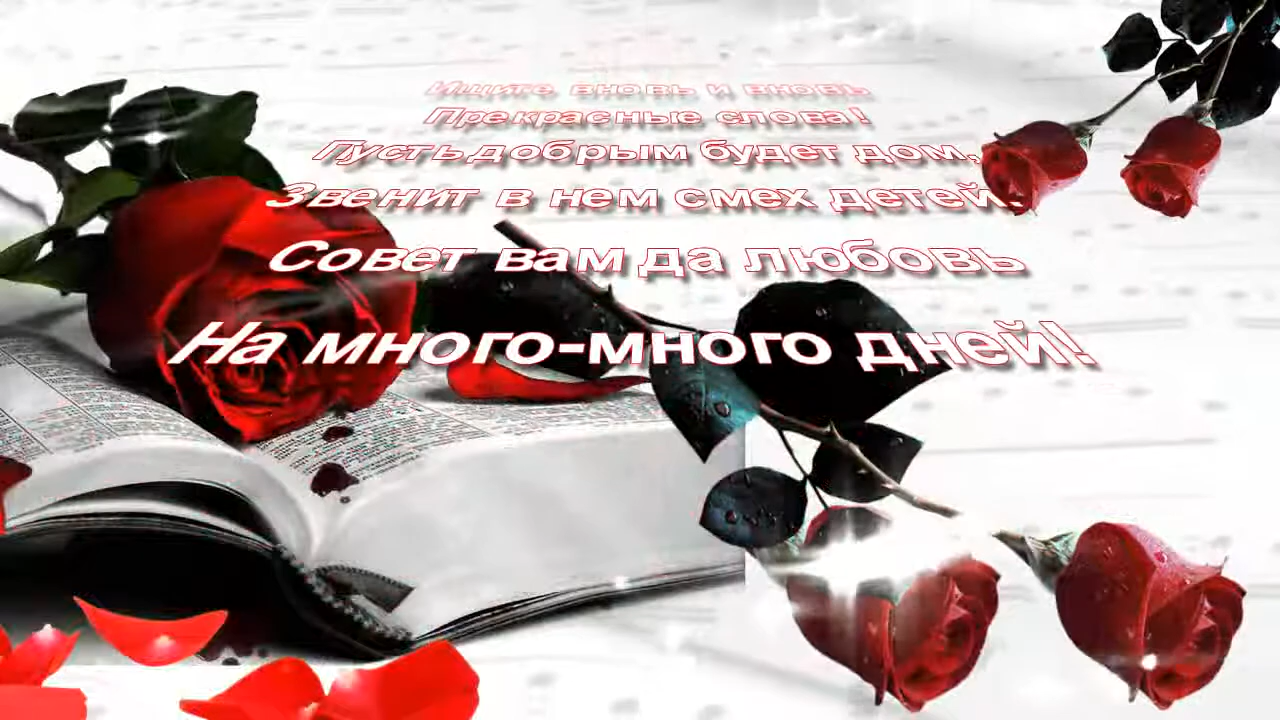 Ищите вновь и вновь
Прекрасные слова!
Пусть добрым будет дом,
Звенит в нем смех детей.
Совет вам да любовь
На много-много дней!